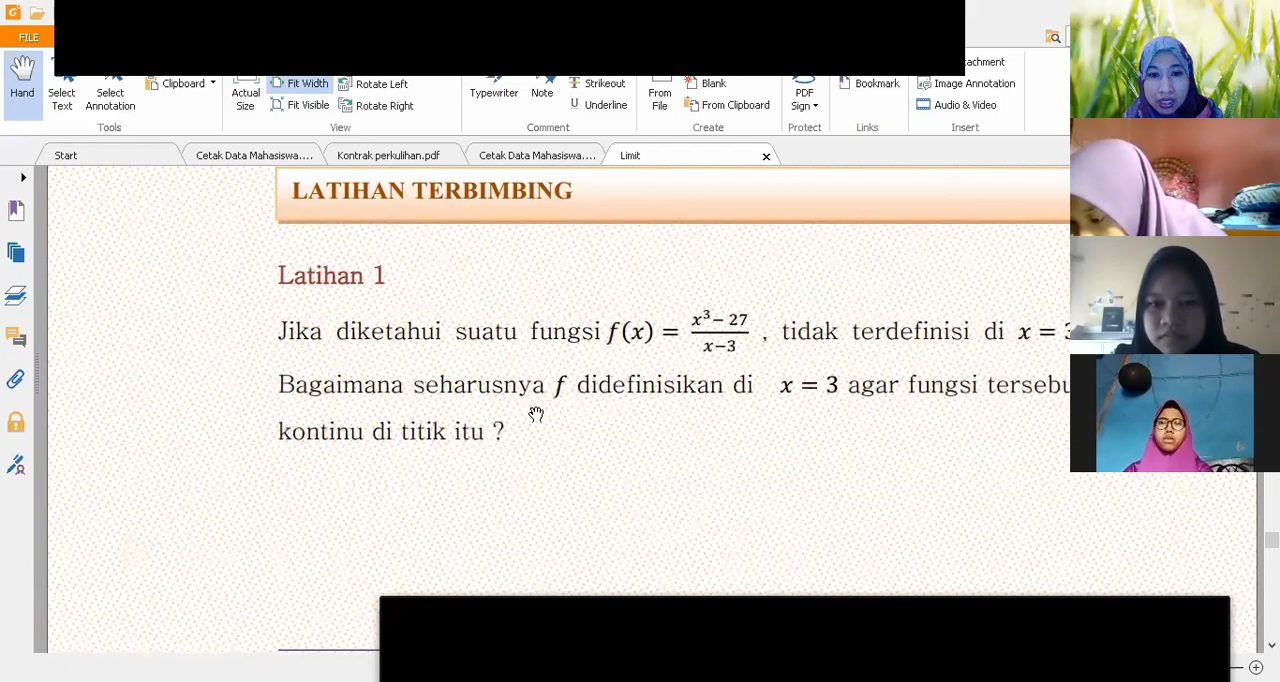 FILE
Hand
Select Text
Select Annotation
Clipboard
Tools
Actual Size
Fit Width
Fit Visible
Rotate Left
Rotate Right
View
Typewriter
Note
Strikeout
Underline
Comment
From File
Blank
From Clipboard
Create
PDF Sign
Protect
Bookmark
Links
Image Annotation
Audio & Video
Insert
Start
Cetak Data Mahasiswa....
Kontrak perkulihan.pdf
Cetak Data Mahasiswa....
Limit
LATIHAN TERBIMBING
Latihan 1
Jika diketahui suatu fungsi f(x) = (x³ − 27)/(x−3) , tidak terdefinisi di x = 3
Bagaimana seharusnya f didefinisikan di x = 3 agar fungsi tersebu
kontinu di titik itu ?